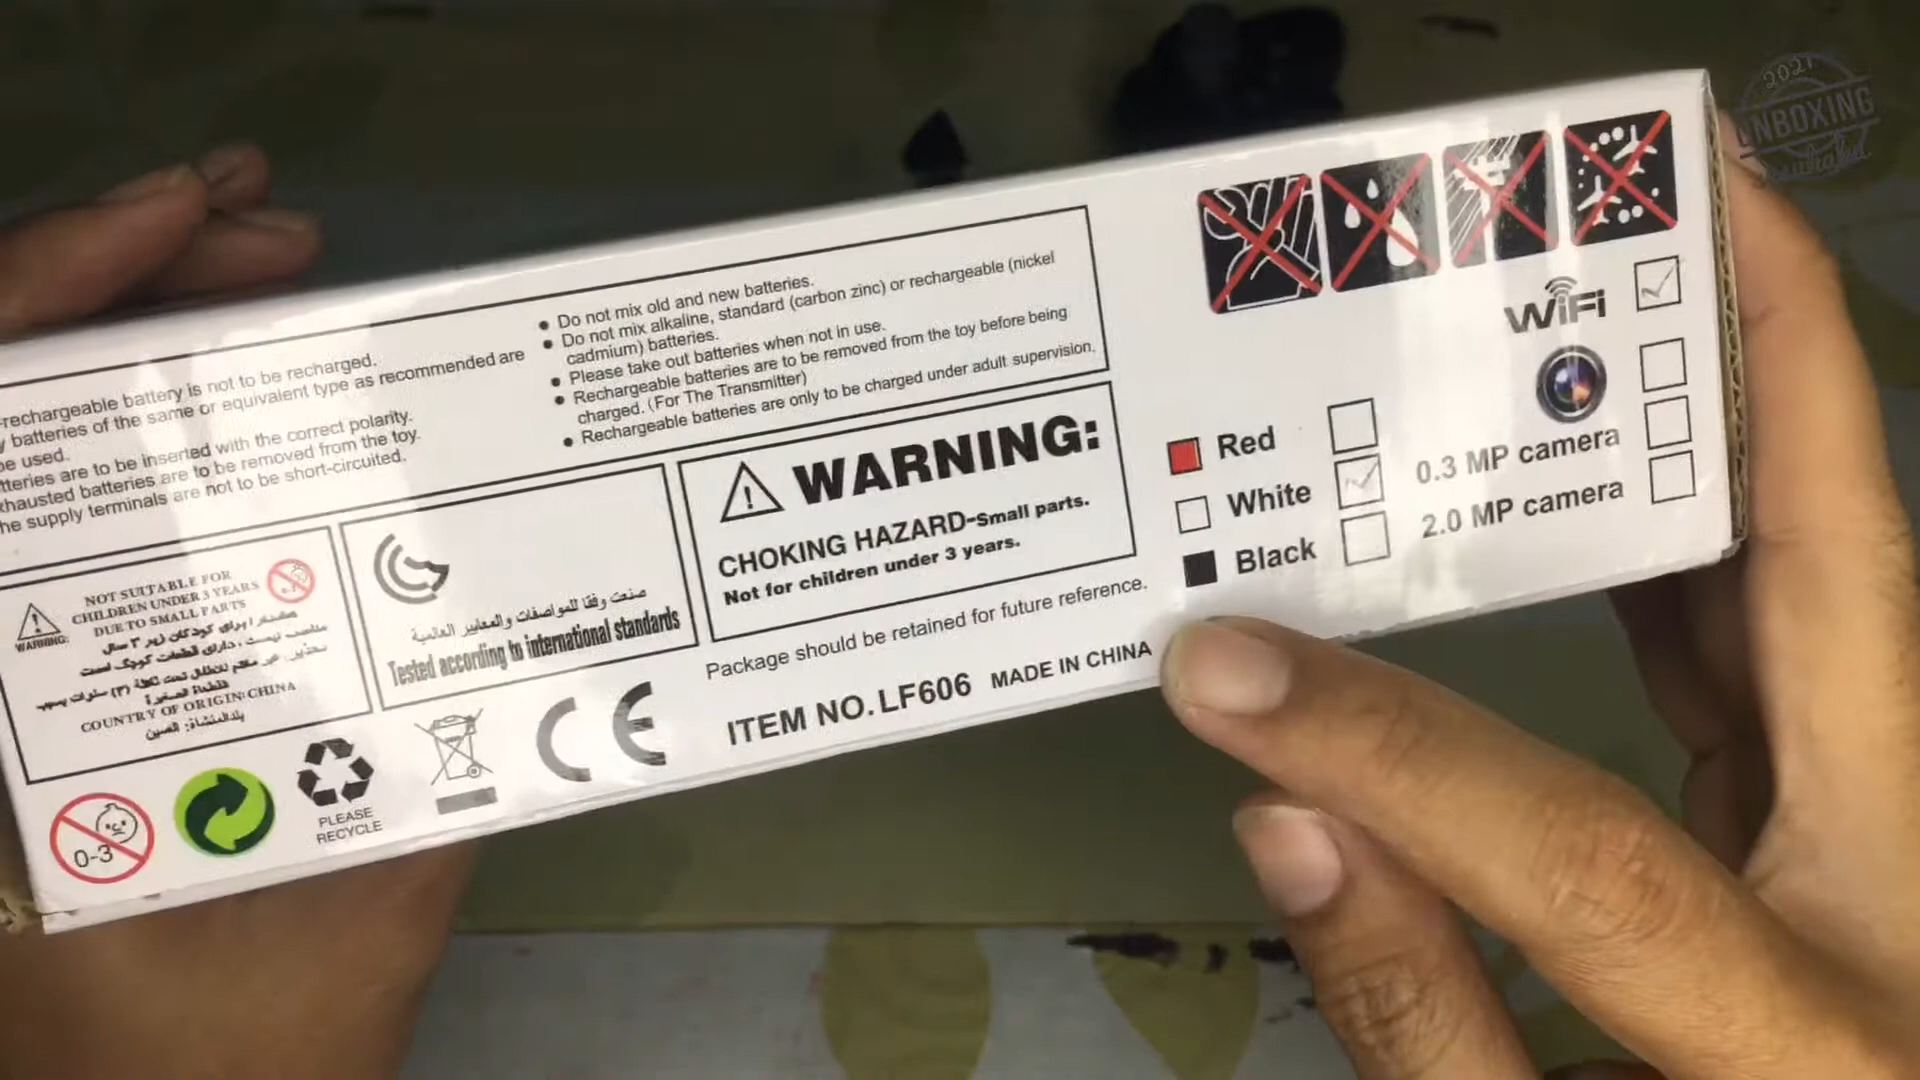 -rechargeable battery is not to be recharged.
y batteries of the same or equivalent type as recommended are
be used.
tteries are to be inserted with the correct polarity.
xhausted batteries are to be removed from the toy.
he supply terminals are not to be short-circuited.
● Do not mix old and new batteries.
● Do not mix alkaline, standard (carbon zinc) or rechargeable (nickel
cadmium) batteries.
● Please take out batteries when not in use.
● Rechargeable batteries are to be removed from the toy before being
charged. (For The Transmitter)
● Rechargeable batteries are only to be charged under adult supervision.
WARNING:
NOT SUITABLE FOR
CHILDREN UNDER 3 YEARS
DUE TO SMALL PARTS
COUNTRY OF ORIGIN: CHINA
بلد المنشأ: الصين
صنعت وفقا للمواصفات والمعايير العالمية
Tested according to international standards
WARNING:
CHOKING HAZARD-Small parts.
Not for children under 3 years.
Package should be retained for future reference.
ITEM NO. LF606 MADE IN CHINA
0-3
PLEASE
RECYCLE
CE
WiFi
Red
White
Black
0.3 MP camera
2.0 MP camera
2021
UNBOXING